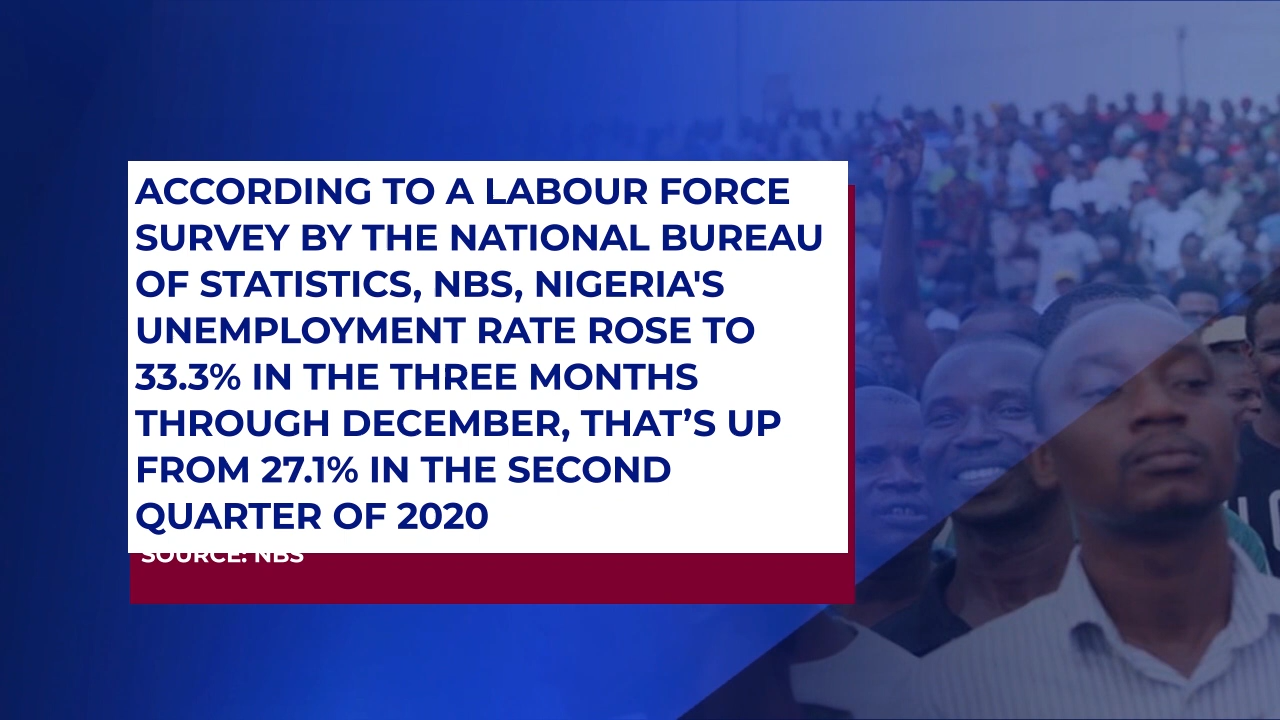 ACCORDING TO A LABOUR FORCE
SURVEY BY THE NATIONAL BUREAU
OF STATISTICS, NBS, NIGERIA'S
UNEMPLOYMENT RATE ROSE TO
33.3% IN THE THREE MONTHS
THROUGH DECEMBER, THAT’S UP
FROM 27.1% IN THE SECOND
QUARTER OF 2020
SOURCE: NBS